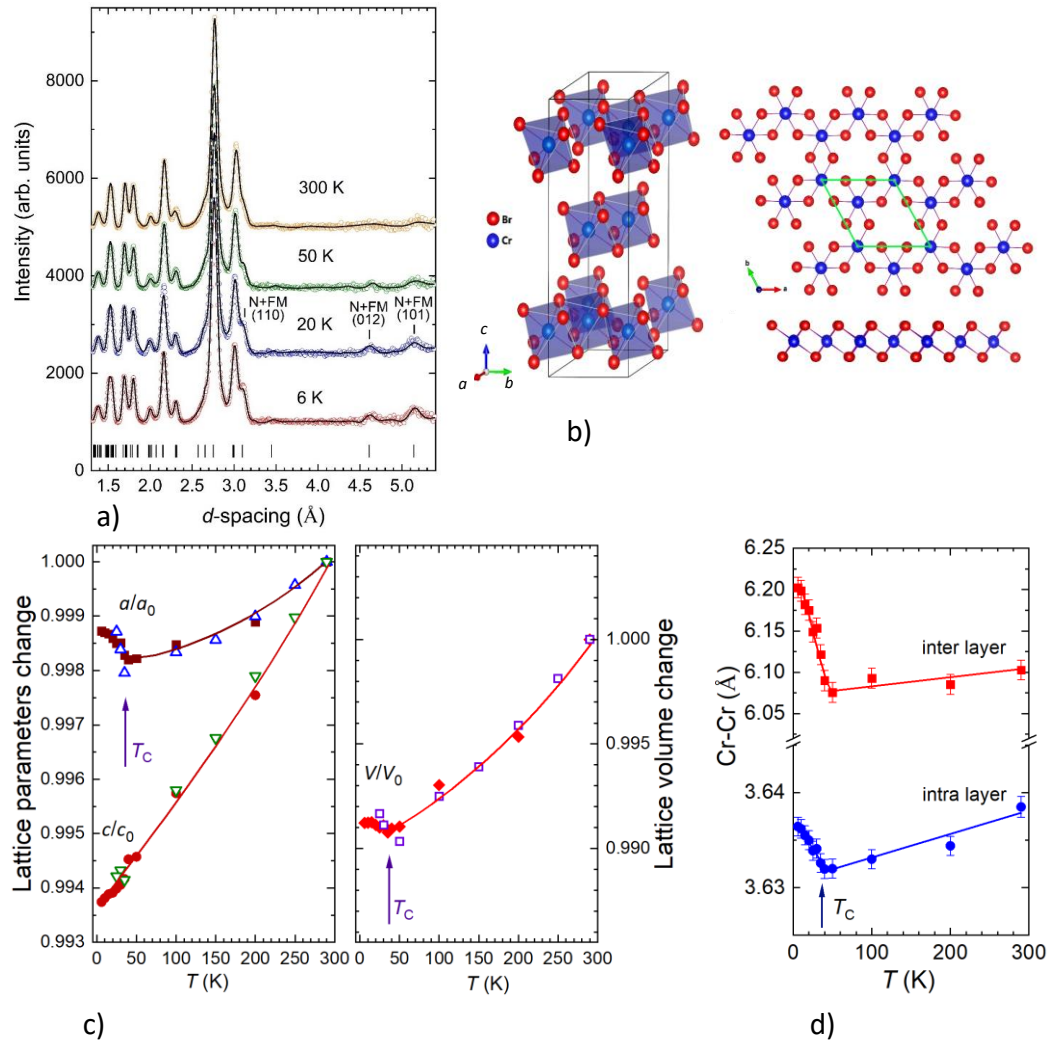 8000
6000
4000
2000
0
Intensity (arb. units)
300 K
50 K
20 K
6 K
N+FM
(110)
N+FM
(012)
N+FM
(101)
1.5 2.0 2.5 3.0 3.5 4.0 4.5 5.0
d-spacing (Å)
a)
Br
Cr
c
a
b
b
a
b)
1.000
0.999
0.998
0.997
0.996
0.995
0.994
0.993
Lattice parameters change
a/a0
TC
c/c0
0 50 100 150 200 250 300
T (K)
V/V0
TC
1.000
0.995
0.990
Lattice volume change
0 50 100 150 200 250 300
T (K)
c)
6.25
6.20
6.15
6.10
6.05
3.64
3.63
Cr-Cr (Å)
inter layer
intra layer
TC
0 100 200 300
T (K)
d)